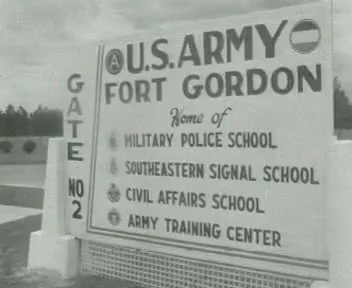 A U.S. ARMY
FORT GORDON
Home of
MILITARY POLICE SCHOOL
SOUTHEASTERN SIGNAL SCHOOL
CIVIL AFFAIRS SCHOOL
ARMY TRAINING CENTER
GATE
NO
2